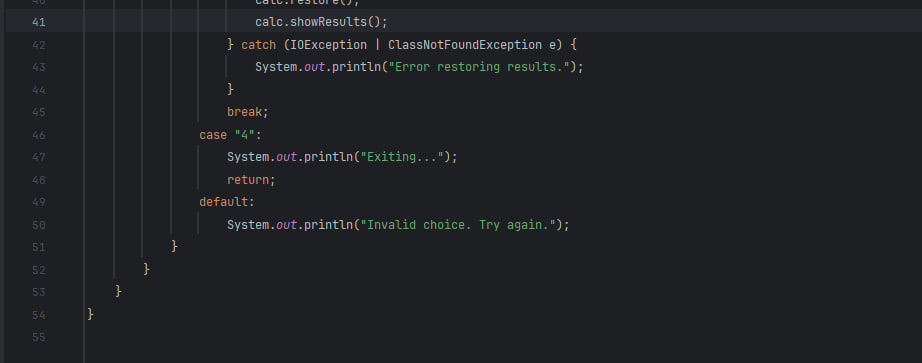 40 calc.restore();
41 calc.showResults();
42 } catch (IOException | ClassNotFoundException e) {
43 System.out.println("Error restoring results.");
44 }
45 break;
46 case "4":
47 System.out.println("Exiting...");
48 return;
49 default:
50 System.out.println("Invalid choice. Try again.");
51 }
52 }
53 }
54 }
55